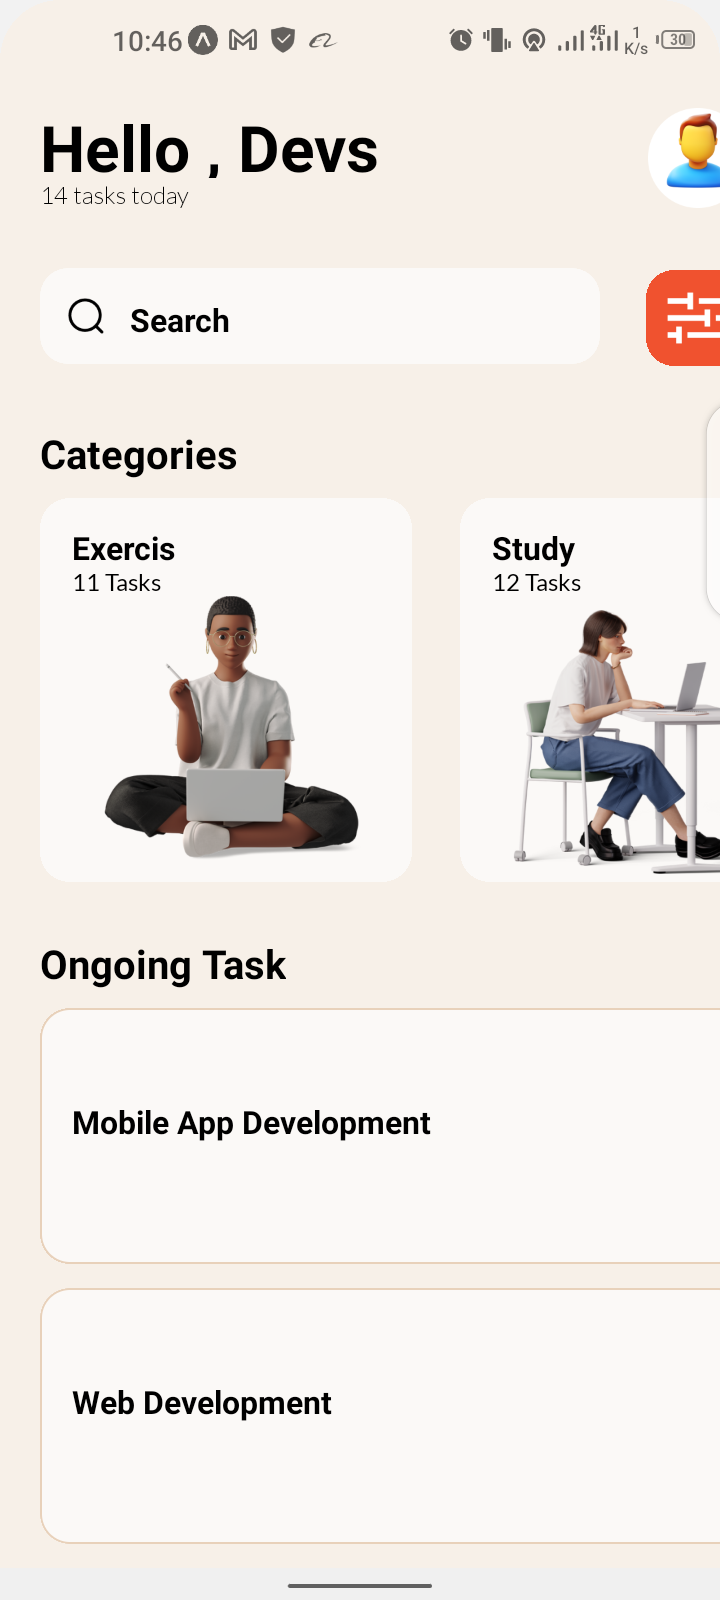 10:46 4G 1 K/s 30
Hello , Devs
14 tasks today
Search
Categories
Exercis
11 Tasks
Study
12 Tasks
Ongoing Task
Mobile App Development
Web Development